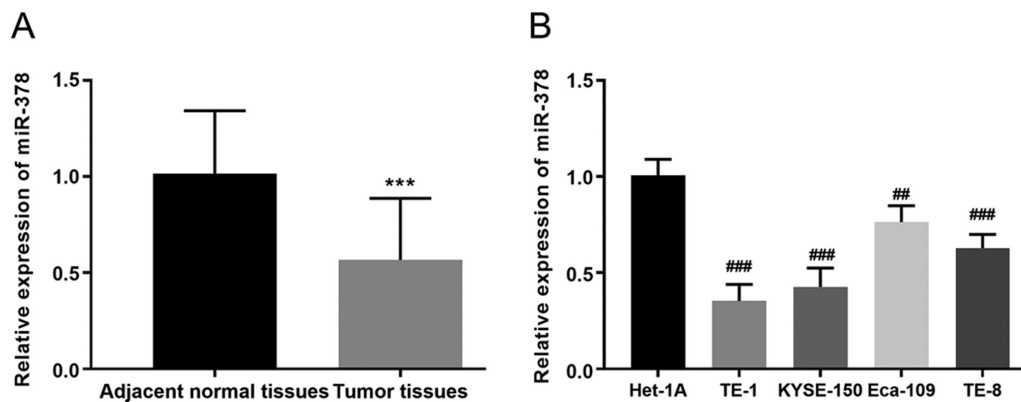 A
Relative expression of miR-378
1.5
1.0
0.5
0.0
***
Adjacent normal tissues Tumor tissues
B
Relative expression of miR-378
1.5
1.0
0.5
0.0
###
###
##
###
Het-1A TE-1 KYSE-150 Eca-109 TE-8